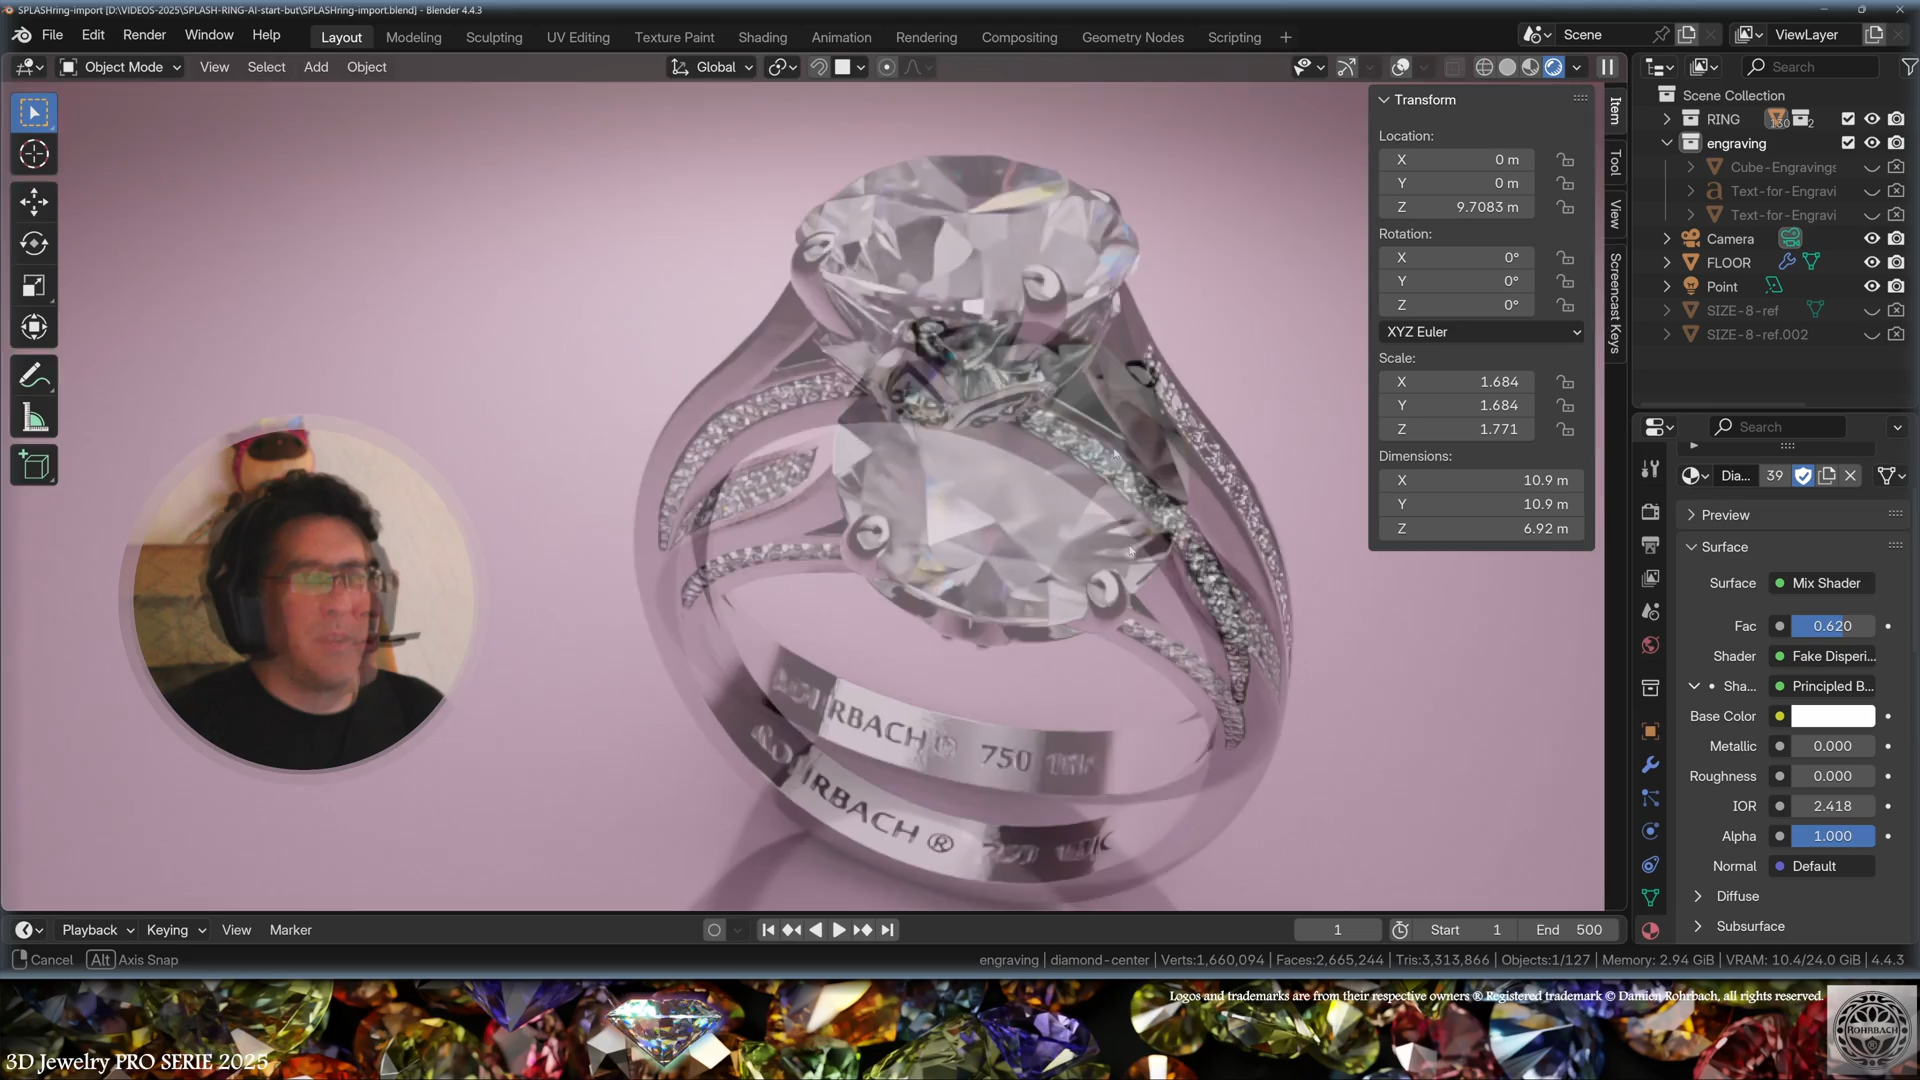 SPLASHring-import [D:\VIDEOS-2025\SPLASH-RING-AI-start-but\SPLASHring-import.blend] - Blender 4.4.3
File Edit Render Window Help
Layout Modeling Sculpting UV Editing Texture Paint Shading Animation Rendering Compositing Geometry Nodes Scripting +
Scene
ViewLayer
Object Mode View Select Add Object
Global
Search
Transform
Location:
X 0 m
Y 0 m
Z 9.7083 m
Rotation:
X 0°
Y 0°
Z 0°
XYZ Euler
Scale:
X 1.684
Y 1.684
Z 1.771
Dimensions:
X 10.9 m
Y 10.9 m
Z 6.92 m
Item
Tool
View
Screencast Keys
Scene Collection
RING 130 2
engraving
Cube-Engravings
Text-for-Engravi
Text-for-Engravi
Camera
FLOOR
Point
SIZE-8-ref
SIZE-8-ref.002
Search
Dia... 39
Preview
Surface
Surface Mix Shader
Fac 0.620
Shader Fake Disperi...
Sha... Principled B...
Base Color
Metallic 0.000
Roughness 0.000
IOR 2.418
Alpha 1.000
Normal Default
Diffuse
Subsurface
RBACH ® 750
RBACH ®
Playback Keying View Marker
1 Start 1 End 500
Cancel Alt Axis Snap
engraving | diamond-center | Verts:1,660,094 | Faces:2,665,244 | Tris:3,313,866 | Objects:1/127 | Memory: 2.94 GiB | VRAM: 10.4/24.0 GiB | 4.4.3
Logos and trademarks are from their respective owners ® Registered trademark © Damien Rohrbach, all rights reserved.
3D Jewelry PRO SERIE 2025
ROHRBACH